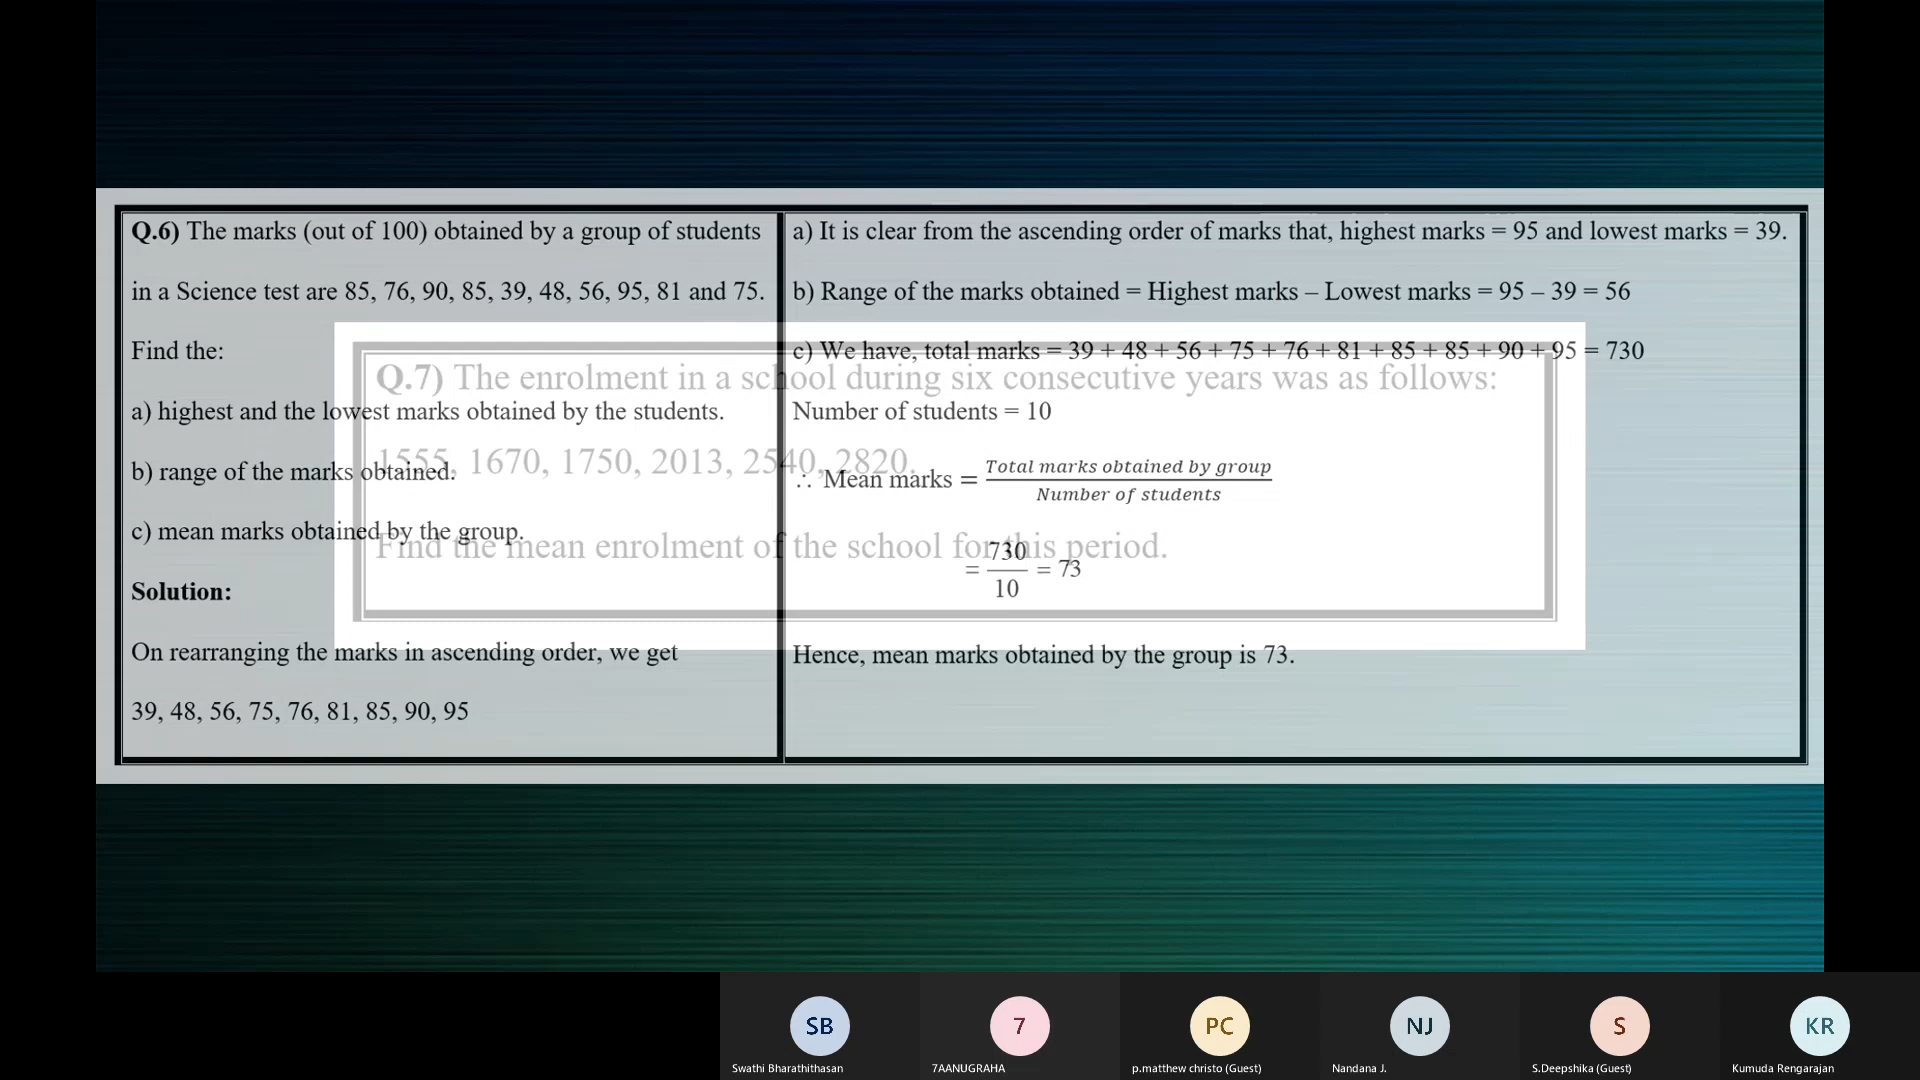 Q.6) The marks (out of 100) obtained by a group of students
in a Science test are 85, 76, 90, 85, 39, 48, 56, 95, 81 and 75.
Find the:
a) highest and the lowest marks obtained by the students.
b) range of the marks obtained.
c) mean marks obtained by the group.
Solution:
On rearranging the marks in ascending order, we get
39, 48, 56, 75, 76, 81, 85, 90, 95
a) It is clear from the ascending order of marks that, highest marks = 95 and lowest marks = 39.
b) Range of the marks obtained = Highest marks – Lowest marks = 95 – 39 = 56
c) We have, total marks = 39 + 48 + 56 + 75 + 76 + 81 + 85 + 85 + 90 + 95 = 730
Number of students = 10
∴ Mean marks = Total marks obtained by group / Number of students
= 730 / 10 = 73
Hence, mean marks obtained by the group is 73.
Q.7) The enrolment in a school during six consecutive years was as follows:
1555, 1670, 1750, 2013, 2540, 2820.
Find the mean enrolment of the school for this period.
SB
7
PC
NJ
S
KR
Swathi Bharathithasan
7AANUGRAHA
p.matthew christo (Guest)
Nandana J.
S.Deepshika (Guest)
Kumuda Rengarajan